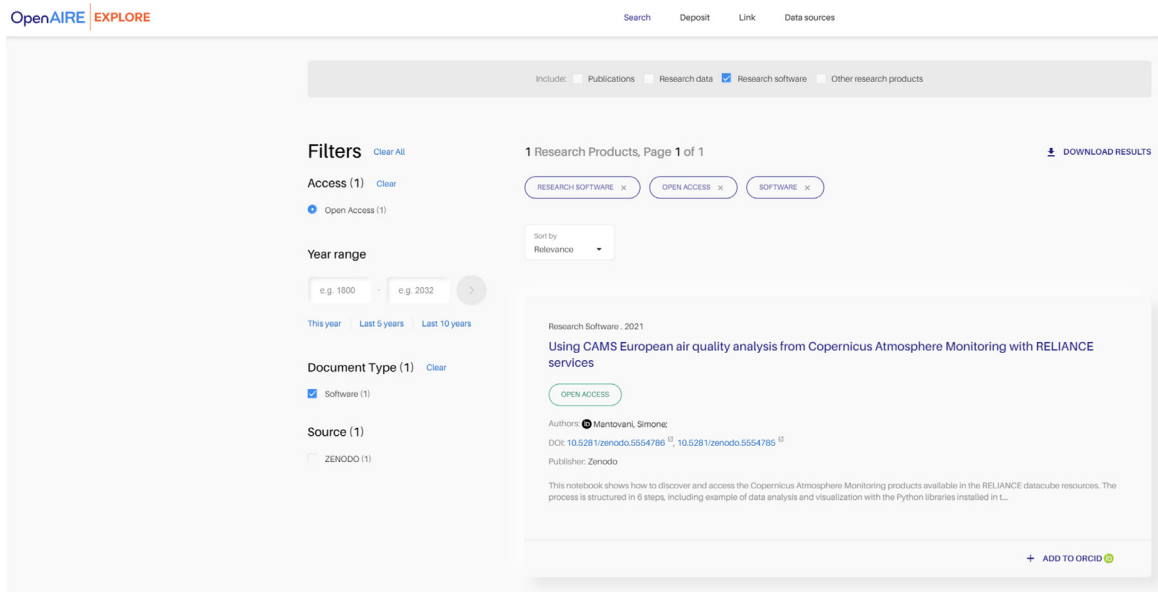 OpenAIRE EXPLORE
Search Deposit Link Data sources
Include: Publications Research data Research software Other research products
Filters Clear All
Access (1) Clear
Open Access (1)
Year range
e.g. 1800 - e.g. 2032
This year Last 5 years Last 10 years
Document Type (1) Clear
Software (1)
Source (1)
ZENODO (1)
1 Research Products, Page 1 of 1
DOWNLOAD RESULTS
RESEARCH SOFTWARE × OPEN ACCESS × SOFTWARE ×
Sort by
Relevance
Research Software . 2021
Using CAMS European air quality analysis from Copernicus Atmosphere Monitoring with RELIANCE
services
OPEN ACCESS
Authors: iD Mantovani, Simone;
DOI: 10.5281/zenodo.5554786 , 10.5281/zenodo.5554785
Publisher: Zenodo
This notebook shows how to discover and access the Copernicus Atmosphere Monitoring products available in the RELIANCE datacube resources. The
process is structured in 6 steps, including example of data analysis and visualization with the Python libraries installed in t...
+ ADD TO ORCID iD